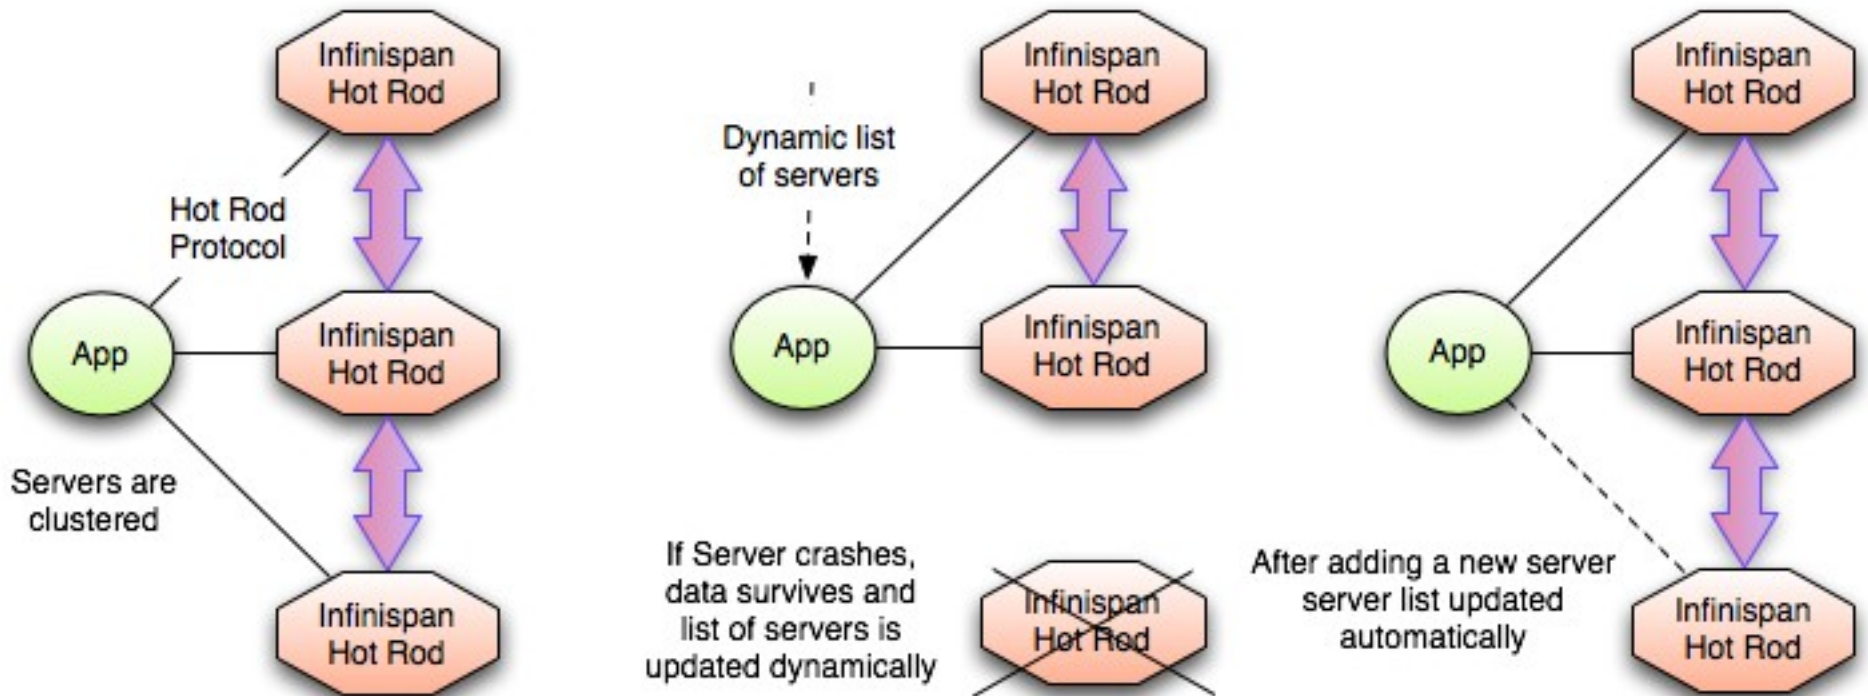 Infinispan
Hot Rod
Hot Rod
Protocol
App
Infinispan
Hot Rod
Servers are
clustered
Infinispan
Hot Rod
Infinispan
Hot Rod
Dynamic list
of servers
App
Infinispan
Hot Rod
If Server crashes,
data survives and
list of servers is
updated dynamically
Infinispan
Hot Rod
Infinispan
Hot Rod
App
Infinispan
Hot Rod
After adding a new server
server list updated
automatically
Infinispan
Hot Rod